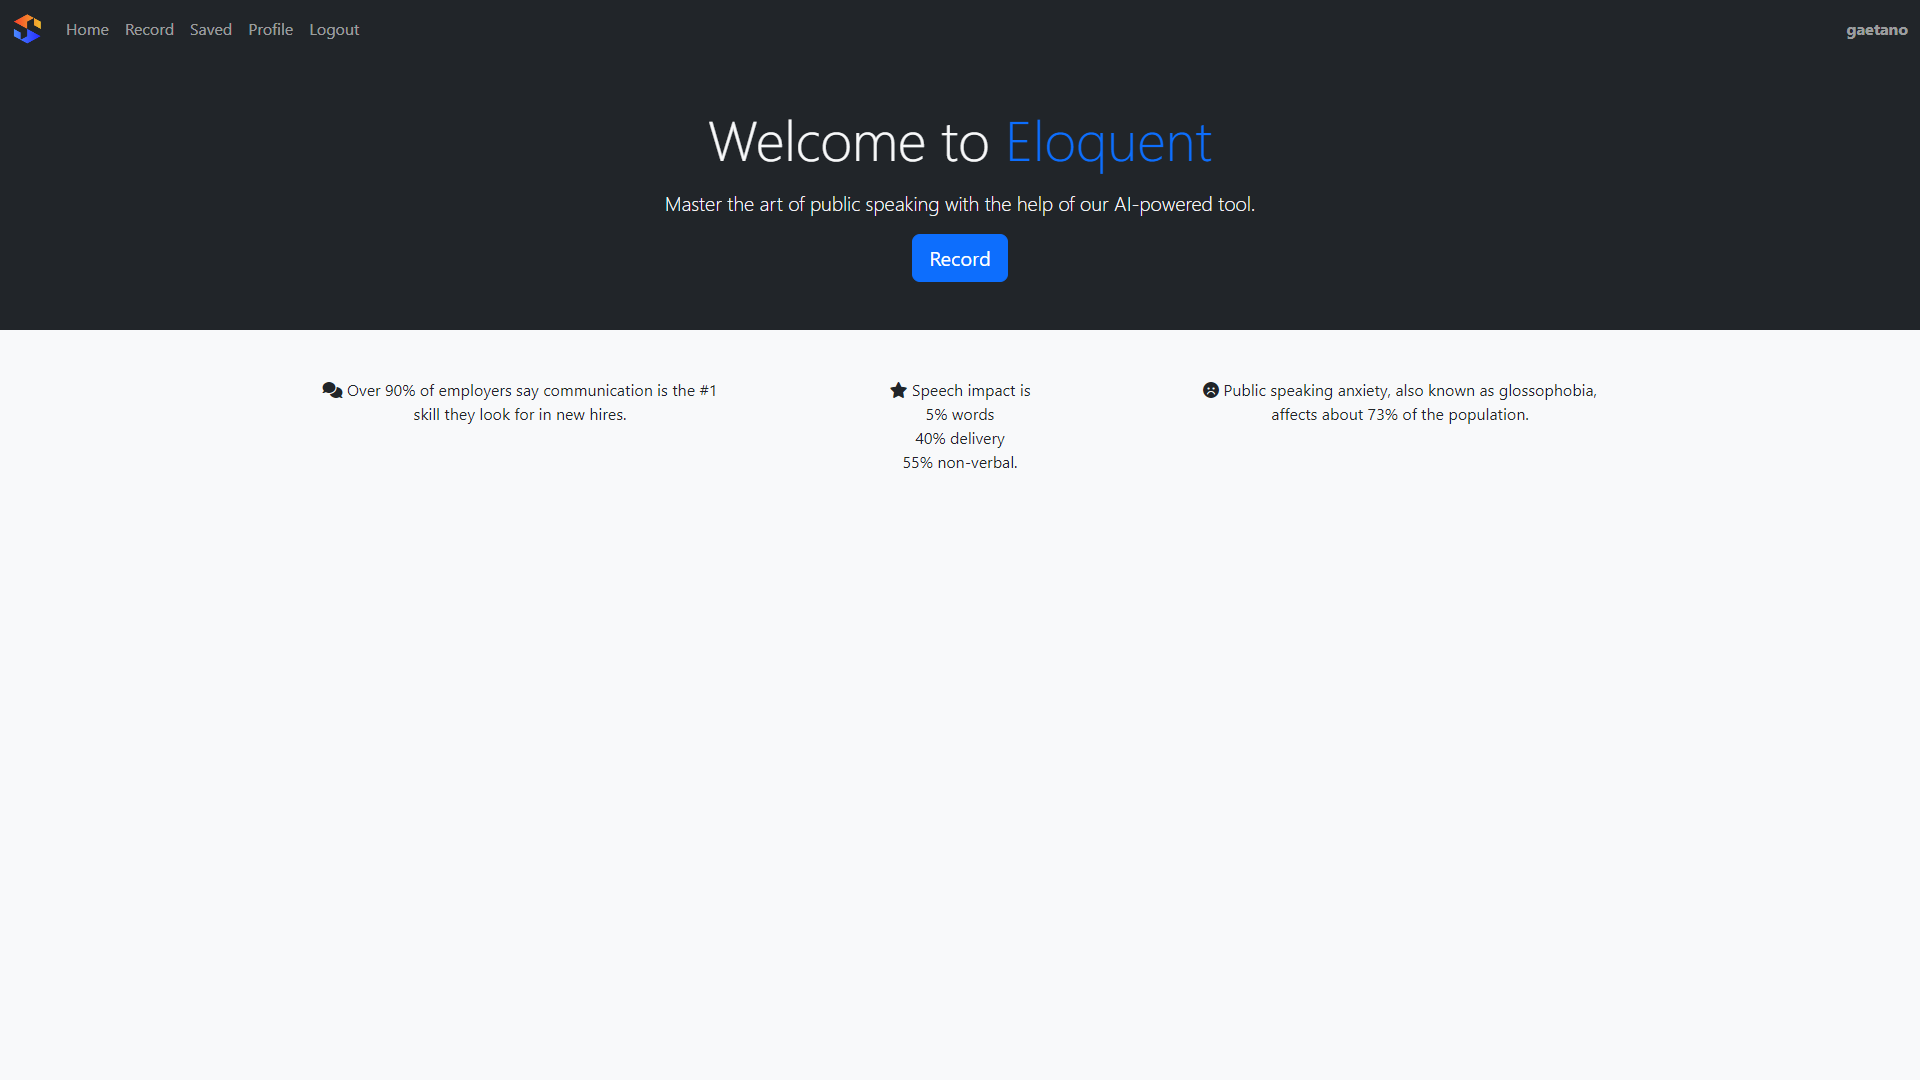 Home Record Saved Profile Logout gaetano
Welcome to Eloquent
Master the art of public speaking with the help of our AI-powered tool.
Record
Over 90% of employers say communication is the #1
skill they look for in new hires.
Speech impact is
5% words
40% delivery
55% non-verbal.
Public speaking anxiety, also known as glossophobia,
affects about 73% of the population.